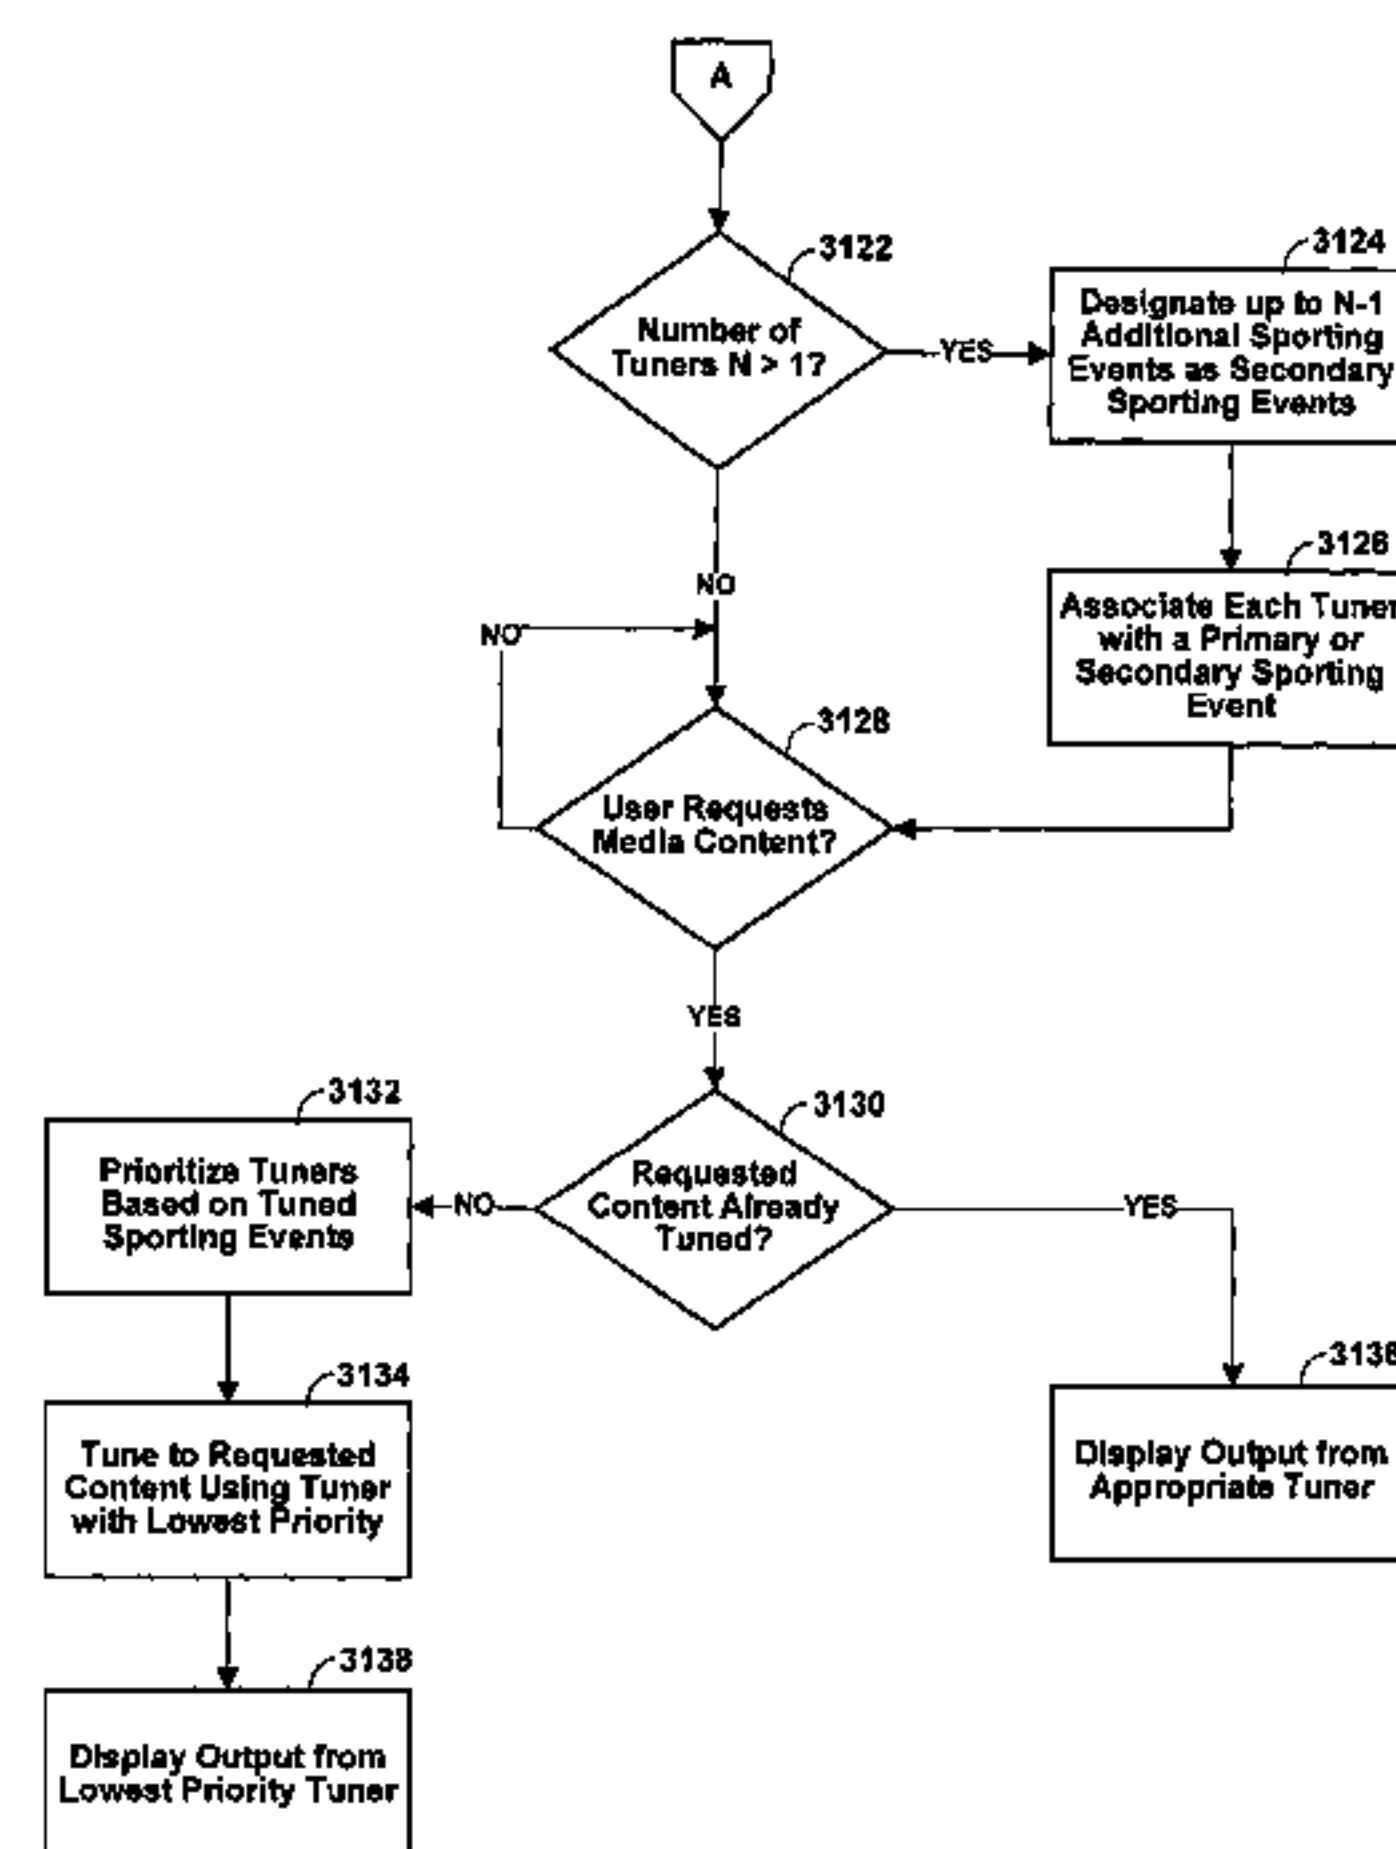 A
3122
Number of
Tuners N > 1?
YES
3124
Designate up to N-1
Additional Sporting
Events as Secondary
Sporting Events
NO
3126
Associate Each Tuner
with a Primary or
Secondary Sporting
Event
NO
3128
User Requests
Media Content?
YES
3130
Requested
Content Already
Tuned?
NO
YES
3132
Prioritize Tuners
Based on Tuned
Sporting Events
3134
Tune to Requested
Content Using Tuner
with Lowest Priority
3136
Display Output from
Appropriate Tuner
3138
Display Output from
Lowest Priority Tuner